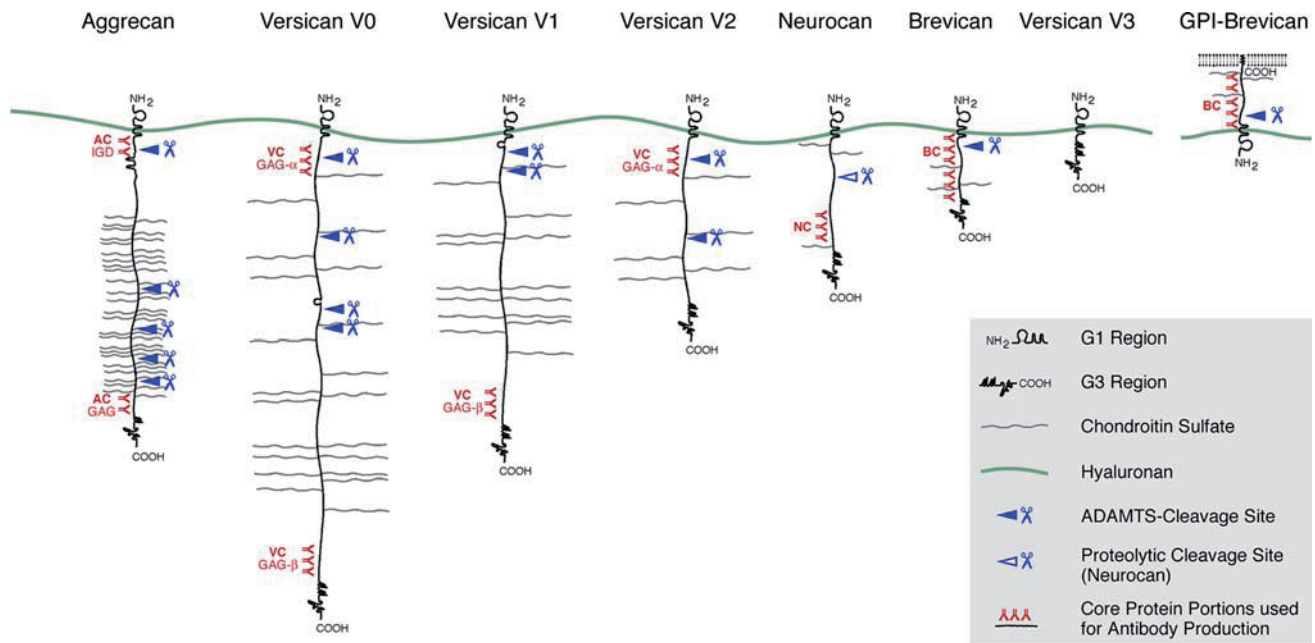 Aggrecan
Versican V0
Versican V1
Versican V2
Neurocan
Brevican
Versican V3
GPI-Brevican
NH2
AC
IGD
AC
GAG
COOH
NH2
VC
GAG-α
VC
GAG-β
COOH
NH2
VC
GAG-β
COOH
NH2
VC
GAG-α
COOH
NH2
NC
COOH
NH2
BC
COOH
NH2
COOH
COOH
BC
NH2
NH2 G1 Region
COOH G3 Region
Chondroitin Sulfate
Hyaluronan
ADAMTS-Cleavage Site
Proteolytic Cleavage Site
(Neurocan)
Core Protein Portions used
for Antibody Production